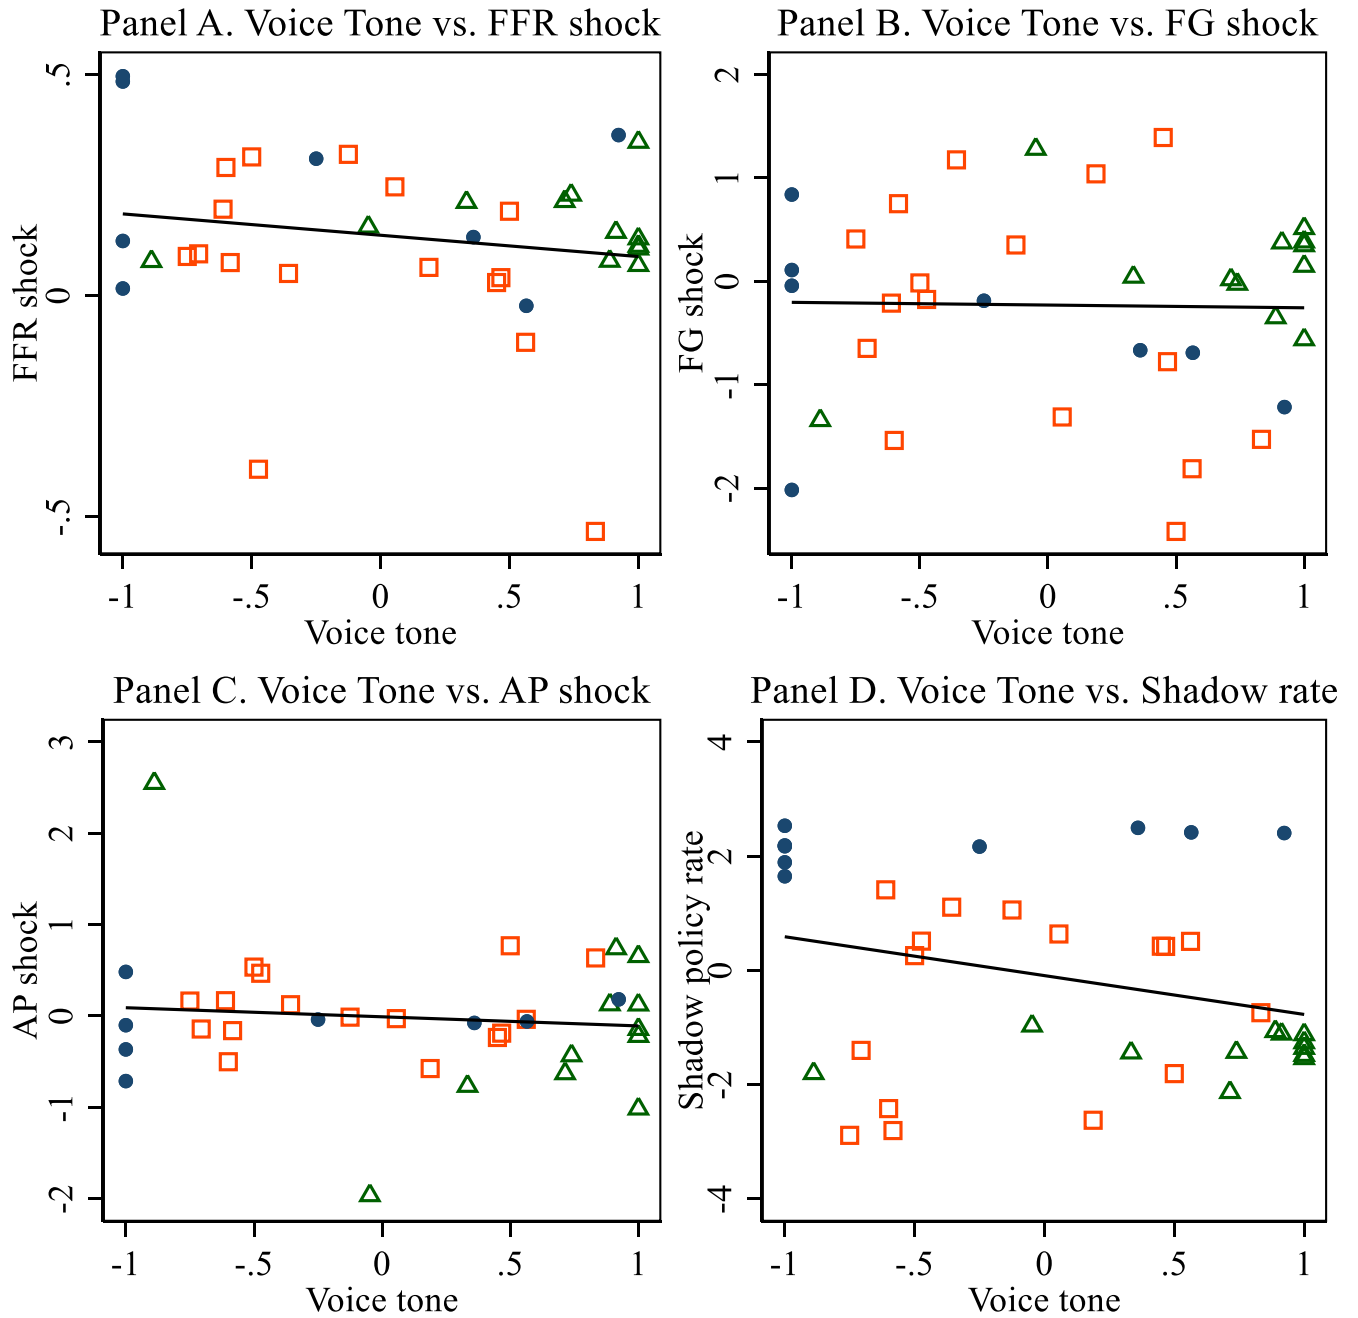 Panel A. Voice Tone vs. FFR shock
FFR shock
.5
0
-.5
-1 -.5 0 .5 1
Voice tone
Panel B. Voice Tone vs. FG shock
FG shock
2
1
0
-1
-2
-1 -.5 0 .5 1
Voice tone
Panel C. Voice Tone vs. AP shock
AP shock
3
2
1
0
-1
-2
-1 -.5 0 .5 1
Voice tone
Panel D. Voice Tone vs. Shadow rate
Shadow policy rate
4
2
0
-2
-4
-1 -.5 0 .5 1
Voice tone